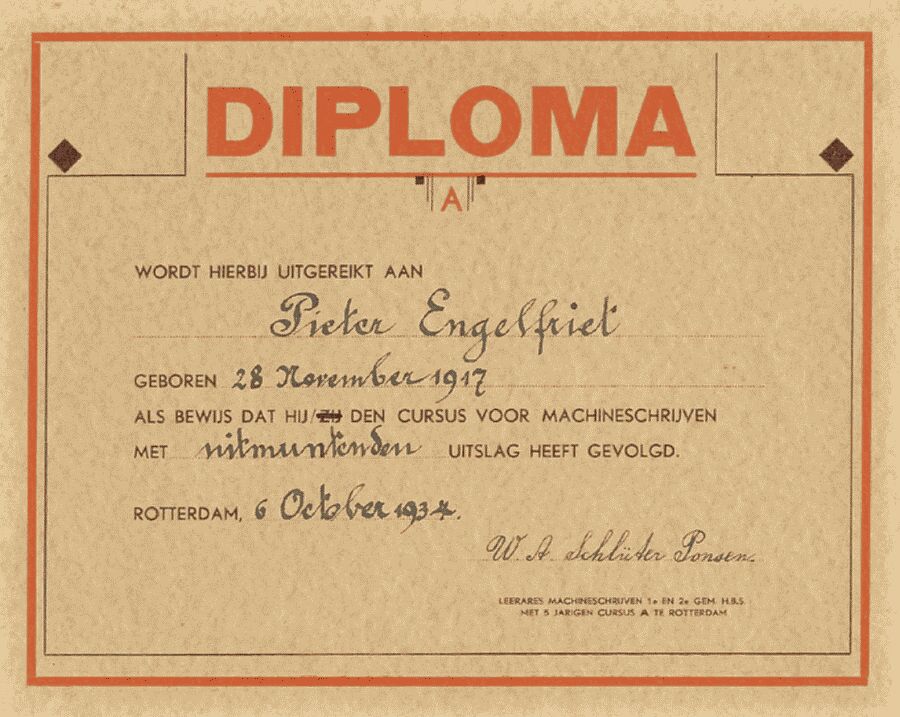 DIPLOMA
A
WORDT HIERBIJ UITGEREIKT AAN
Pieter Engelfriet
GEBOREN 28 November 1917
ALS BEWIJS DAT HIJ/ZIJ DEN CURSUS VOOR MACHINESCHRIJVEN
MET uitmuntenden UITSLAG HEEFT GEVOLGD.
ROTTERDAM, 6 October 1934.
W. A. Schlüter Ponsen.
LEERARES MACHINESCHRIJVEN 1e EN 2e GEM. H.B.S.
MET 5 JARIGEN CURSUS A TE ROTTERDAM